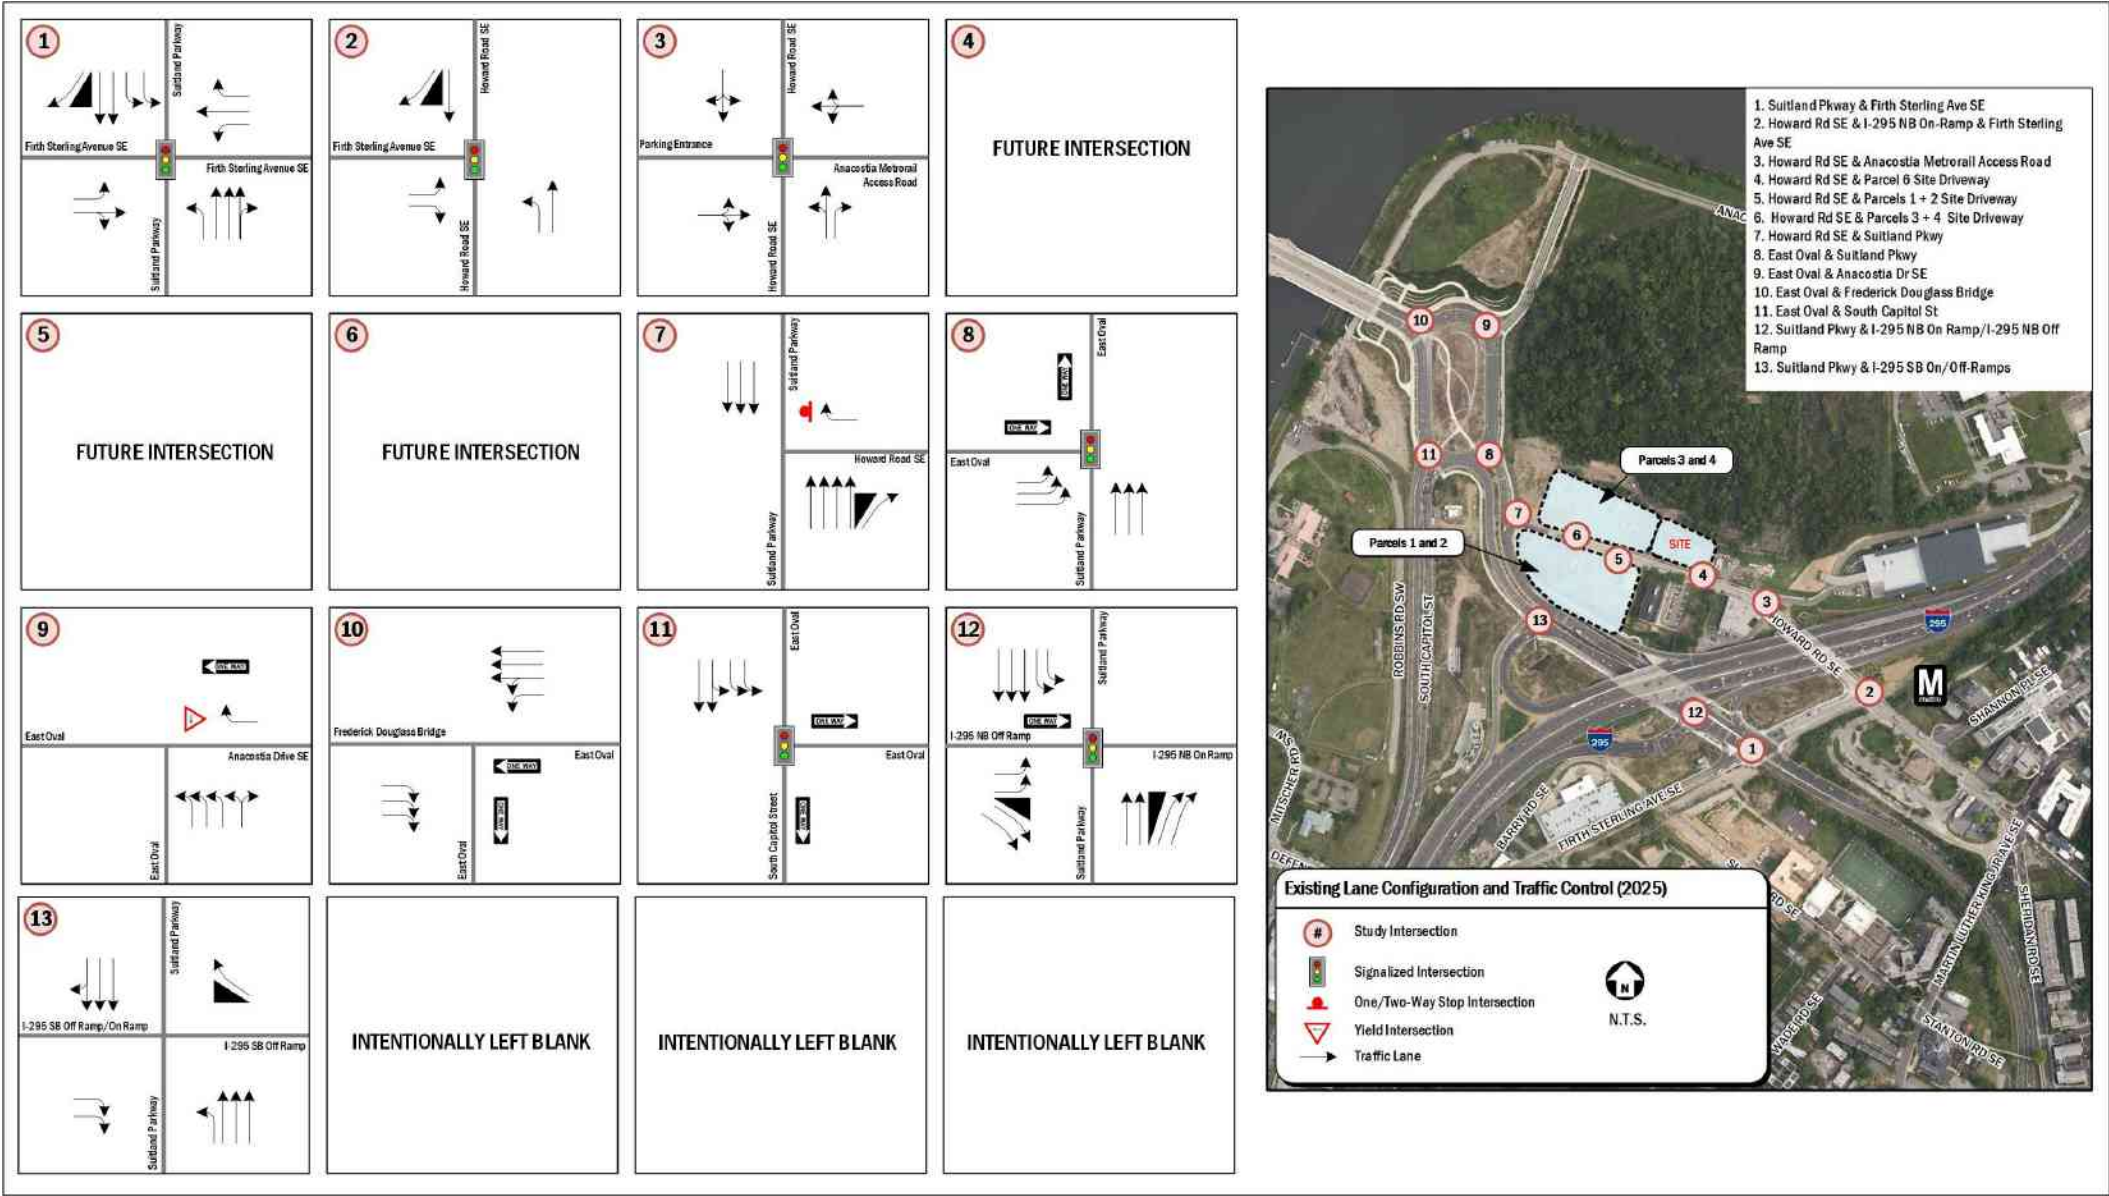 1
Suitland Parkway
Firth Sterling Avenue SE
Firth Sterling Avenue SE
Suitland Parkway
2
Howard Road SE
Firth Sterling Avenue SE
Howard Road SE
3
Howard Road SE
Parking Entrance
Anacostia Metrorail
Access Road
Howard Road SE
4
FUTURE INTERSECTION
5
FUTURE INTERSECTION
6
FUTURE INTERSECTION
7
Suitland Parkway
Howard Road SE
Suitland Parkway
8
East Oval
ONE WAY
ONE WAY
East Oval
Suitland Parkway
9
ONE WAY
East Oval
Anacostia Drive SE
East Oval
10
Frederick Douglass Bridge
East Oval
ONE WAY
ONE WAY
East Oval
11
East Oval
ONE WAY
East Oval
ONE WAY
South Capitol Street
12
Suitland Parkway
ONE WAY
I-295 NB Off Ramp
I-295 NB On Ramp
Suitland Parkway
13
Suitland Parkway
I-295 SB Off Ramp/On Ramp
I-295 SB Off Ramp
Suitland Parkway
INTENTIONALLY LEFT BLANK
INTENTIONALLY LEFT BLANK
INTENTIONALLY LEFT BLANK
1. Suitland Pkway & Firth Sterling Ave SE
2. Howard Rd SE & I-295 NB On-Ramp & Firth Sterling
Ave SE
3. Howard Rd SE & Anacostia Metrorail Access Road
4. Howard Rd SE & Parcel 6 Site Driveway
5. Howard Rd SE & Parcels 1 + 2 Site Driveway
6. Howard Rd SE & Parcels 3 + 4 Site Driveway
7. Howard Rd SE & Suitland Pkwy
8. East Oval & Suitland Pkwy
9. East Oval & Anacostia Dr SE
10. East Oval & Frederick Douglass Bridge
11. East Oval & South Capitol St
12. Suitland Pkwy & I-295 NB On Ramp/I-295 NB Off
Ramp
13. Suitland Pkwy & I-295 SB On/Off-Ramps
ANAC
10
9
11
8
Parcels 3 and 4
7
Parcels 1 and 2
6
5
SITE
4
3
13
HOWARD RD SE
295
ROBBINS RD SW
SOUTH CAPITOL ST
2
M
metro
SHANNON PL SE
12
1
295
MITSCHER RD SW
BARRY RD SE
FIRTH STERLING AVE SE
DEFEN
RD SE
MARTIN LUTHER KING JR AVE SE
SHERIDAN RD SE
WADE RD SE
STANTON RD SE
Existing Lane Configuration and Traffic Control (2025)
# Study Intersection
Signalized Intersection
One/Two-Way Stop Intersection
Yield Intersection
Traffic Lane
N
N.T.S.